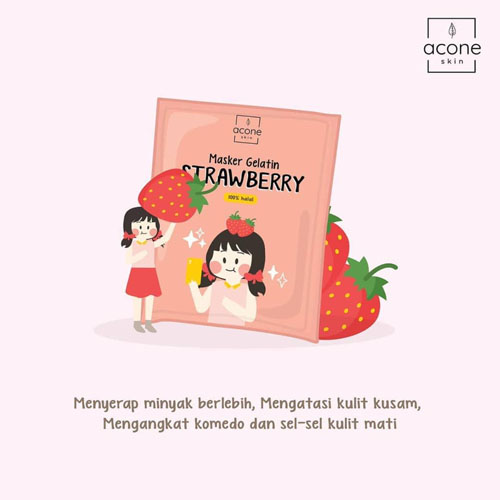 acone
skin
acone
skin
Masker Gelatin
STRAWBERRY
100% halal
Menyerap minyak berlebih, Mengatasi kulit kusam,
Mengangkat komedo dan sel-sel kulit mati